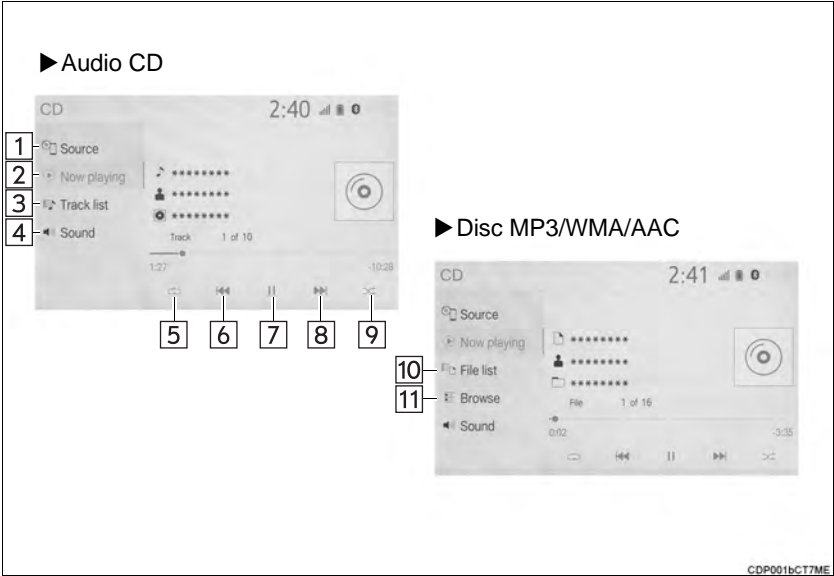 ▶Audio CD
CD 2:40
1 Source
2 Now playing
********
3 Track list
********
4 Sound
********
Track 1 of 10
1:27 -10:28
5 6 7 8 9
▶Disc MP3/WMA/AAC
CD 2:41
Source
Now playing
********
10 File list
********
11 Browse
********
Sound
File 1 of 16
0:02 -3:35
CDP001bCT7ME